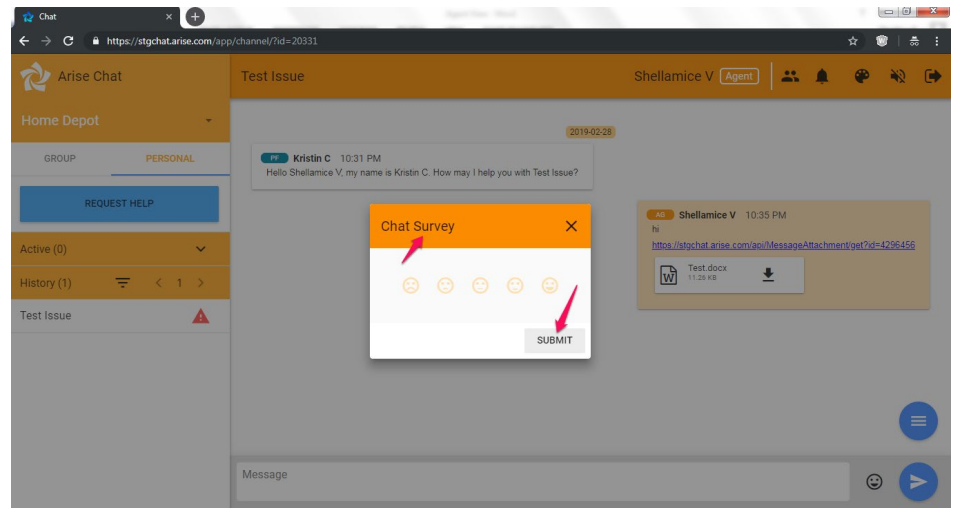 Chat
https://stgchat.arise.com/app/channel/?id=20331
Arise Chat
Test Issue
Shellamice V Agent
Home Depot
GROUP PERSONAL
REQUEST HELP
Active (0)
History (1) < 1 >
Test Issue
2019-02-28
PF Kristin C 10:31 PM
Hello Shellamice V, my name is Kristin C. How may I help you with Test Issue?
AG Shellamice V 10:35 PM
hi
https://stgchat.arise.com/api/MessageAttachment/get?id=4296456
W Test.docx
11.26 KB
Chat Survey
SUBMIT
Message